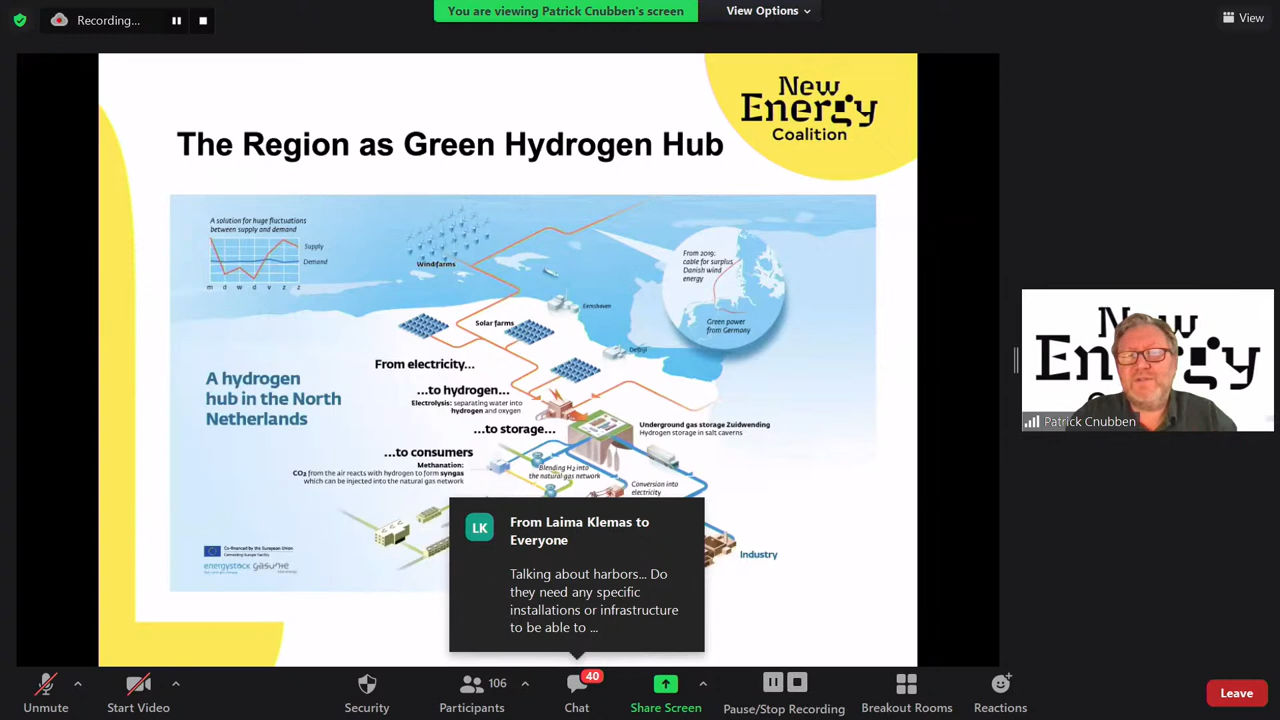 Recording...
You are viewing Patrick Cnubben's screen
View Options
View
New
Energy
Coalition
The Region as Green Hydrogen Hub
A solution for huge fluctuations
between supply and demand
Supply
Demand
m d w d v z z
Windfarms
From 2019:
cable for surplus
Danish wind
energy
Green power
from Germany
Eemshaven
Solar farms
Delfzijl
From electricity...
A hydrogen
hub in the North
Netherlands
...to hydrogen...
Electrolysis: separating water into
hydrogen and oxygen
...to storage...
Underground gas storage Zuidwending
Hydrogen storage in salt caverns
...to consumers
Methanation:
CO2 from the air reacts with hydrogen to form syngas
which can be injected into the natural gas network
Blending H2 into
the natural gas network
Conversion into
electricity
Industry
Co-financed by the European Union
Connecting Europe Facility
energystock
gasunie
New
Energy
Patrick Cnubben
LK
From Laima Klemas to
Everyone
Talking about harbors... Do
they need any specific
installations or infrastructure
to be able to ...
Unmute
Start Video
Security
106
Participants
40
Chat
Share Screen
Pause/Stop Recording
Breakout Rooms
Reactions
Leave